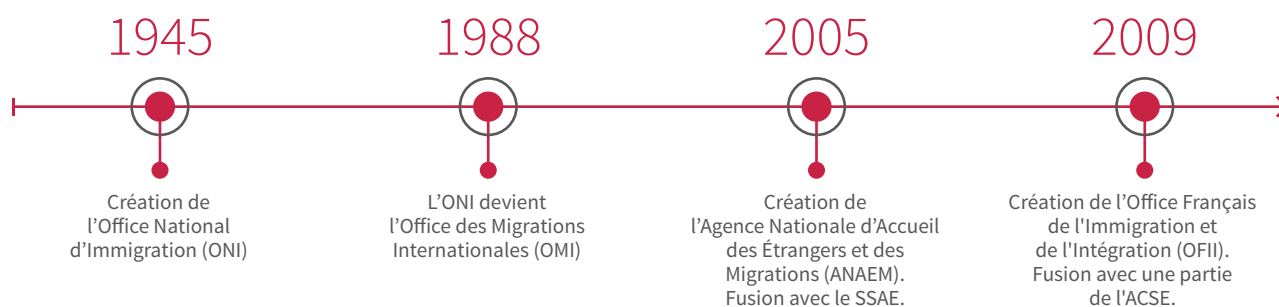 1945
Création de
l’Office National
d’Immigration (ONI)
1988
L’ONI devient
l’Office des Migrations
Internationales (OMI)
2005
Création de
l’Agence Nationale d’Accueil
des Étrangers et des
Migrations (ANAEM).
Fusion avec le SSAE.
2009
Création de l’Office Français
de l'Immigration et
de l'Intégration (OFII).
Fusion avec une partie
de l'ACSE.